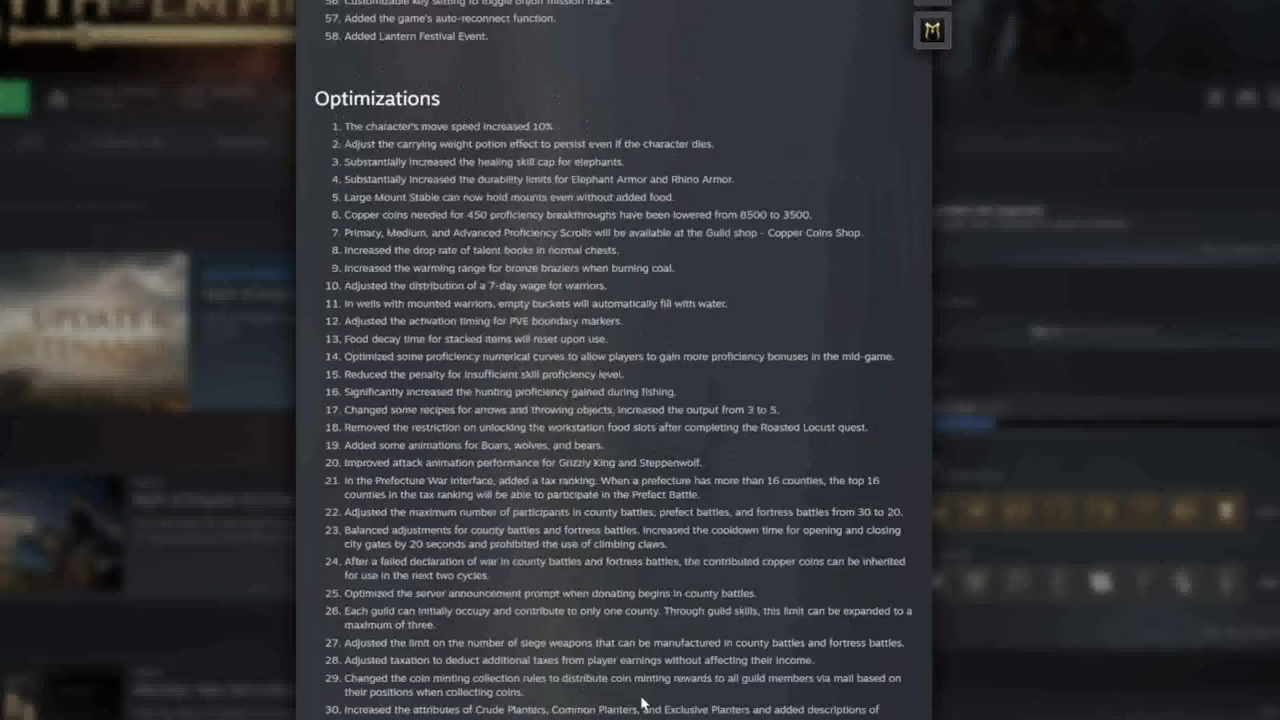 56. Customizable key setting to toggle on/off mission track.
57. Added the game's auto-reconnect function.
58. Added Lantern Festival Event.
Optimizations
1. The character's move speed increased 10%
2. Adjust the carrying weight potion effect to persist even if the character dies.
3. Substantially increased the healing skill cap for elephants.
4. Substantially increased the durability limits for Elephant Armor and Rhino Armor.
5. Large Mount Stable can now hold mounts even without added food.
6. Copper coins needed for 450 proficiency breakthroughs have been lowered from 8500 to 3500.
7. Primary, Medium, and Advanced Proficiency Scrolls will be available at the Guild shop - Copper Coins Shop.
8. Increased the drop rate of talent books in normal chests.
9. Increased the warming range for bronze braziers when burning coal.
10. Adjusted the distribution of a 7-day wage for warriors.
11. In wells with mounted warriors, empty buckets will automatically fill with water.
12. Adjusted the activation timing for PVE boundary markers.
13. Food decay time for stacked items will reset upon use.
14. Optimized some proficiency numerical curves to allow players to gain more proficiency bonuses in the mid-game.
15. Reduced the penalty for insufficient skill proficiency level.
16. Significantly increased the hunting proficiency gained during fishing.
17. Changed some recipes for arrows and throwing objects, increased the output from 3 to 5.
18. Removed the restriction on unlocking the workstation food slots after completing the Roasted Locust quest.
19. Added some animations for Boars, wolves, and bears.
20. Improved attack animation performance for Grizzly King and Steppenwolf.
21. In the Prefecture War interface, added a tax ranking. When a prefecture has more than 16 counties, the top 16
counties in the tax ranking will be able to participate in the Prefect Battle.
22. Adjusted the maximum number of participants in county battles, prefect battles, and fortress battles from 30 to 20.
23. Balanced adjustments for county battles and fortress battles. Increased the cooldown time for opening and closing
city gates by 20 seconds and prohibited the use of climbing claws.
24. After a failed declaration of war in county battles and fortress battles, the contributed copper coins can be inherited
for use in the next two cycles.
25. Optimized the server announcement prompt when donating begins in county battles.
26. Each guild can initially occupy and contribute to only one county. Through guild skills, this limit can be expanded to a
maximum of three.
27. Adjusted the limit on the number of siege weapons that can be manufactured in county battles and fortress battles.
28. Adjusted taxation to deduct additional taxes from player earnings without affecting their income.
29. Changed the coin minting collection rules to distribute coin minting rewards to all guild members via mail based on
their positions when collecting coins.
30. Increased the attributes of Crude Planters, Common Planters, and Exclusive Planters and added descriptions of